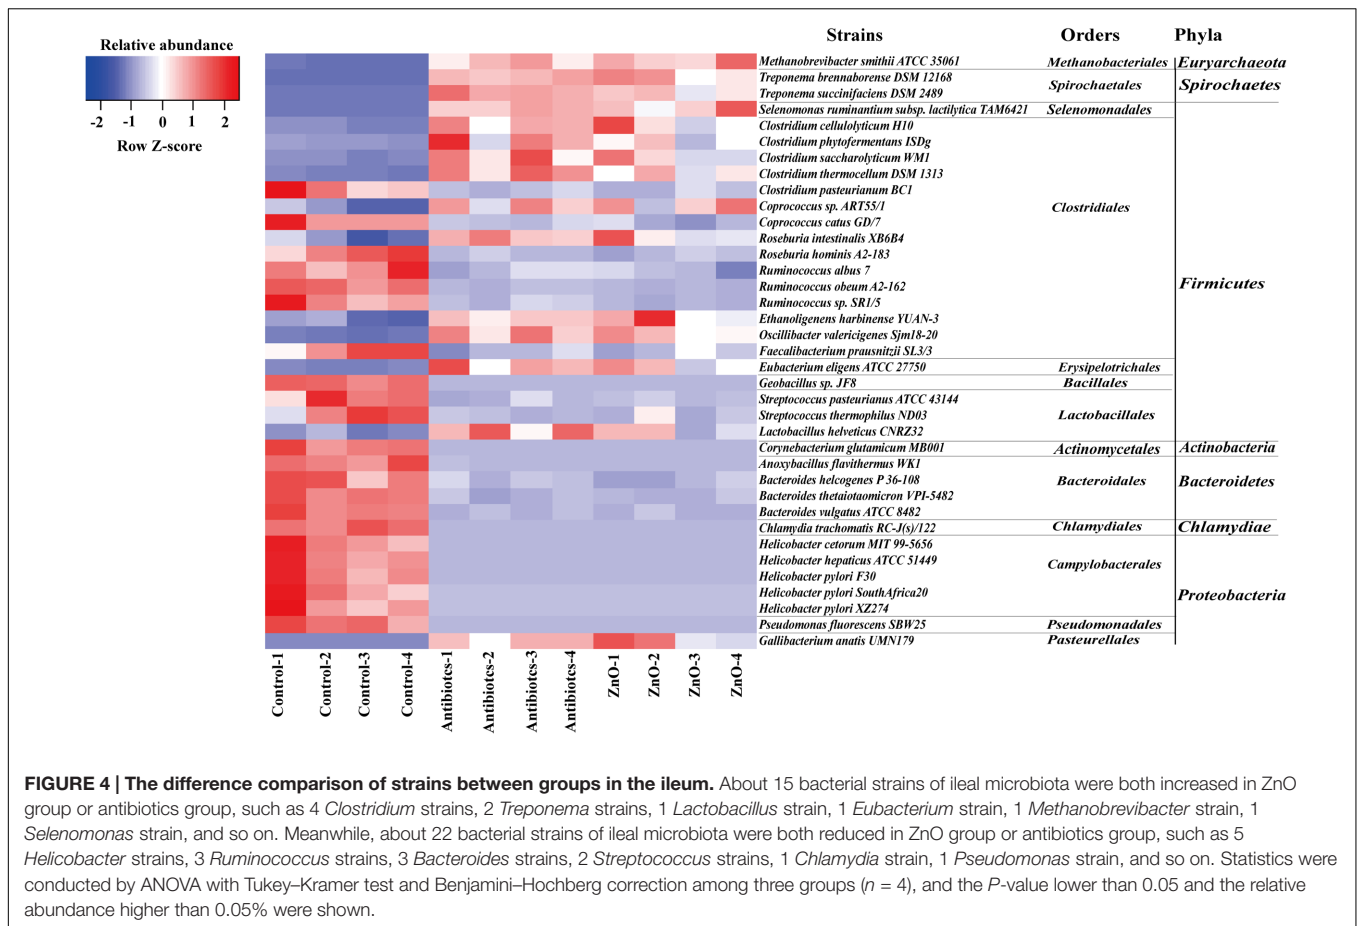 Strains Orders Phyla
Relative abundance
-2 -1 0 1 2
Row Z-score
Methanobrevibacter smithii ATCC 35061 Methanobacteriales Euryarchaeota
Treponema brennaborense DSM 12168
Spirochaetales Spirochaetes
Treponema succinifaciens DSM 2489
Selenomonas ruminantium subsp. lactilytica TAM6421 Selenomonadales
Clostridium cellulolyticum H10
Clostridium phytofermentans ISDg
Clostridium saccharolyticum WM1
Clostridium thermocellum DSM 1313
Clostridium pasteurianum BC1
Coprococcus sp. ART55/1 Clostridiales
Coprococcus catus GD/7
Roseburia intestinalis XB6B4
Roseburia hominis A2-183
Ruminococcus albus 7
Ruminococcus obeum A2-162 Firmicutes
Ruminococcus sp. SR1/5
Ethanoligenens harbinense YUAN-3
Oscillibacter valericigenes Sjm18-20
Faecalibacterium prausnitzii SL3/3
Eubacterium eligens ATCC 27750 Erysipelotrichales
Geobacillus sp. JF8 Bacillales
Streptococcus pasteurianus ATCC 43144
Streptococcus thermophilus ND03 Lactobacillales
Lactobacillus helveticus CNRZ32
Corynebacterium glutamicum MB001 Actinomycetales Actinobacteria
Anoxybacillus flavithermus WK1
Bacteroides helcogenes P 36-108 Bacteroidales Bacteroidetes
Bacteroides thetaiotaomicron VPI-5482
Bacteroides vulgatus ATCC 8482
Chlamydia trachomatis RC-J(s)/122 Chlamydiales Chlamydiae
Helicobacter cetorum MIT 99-5656
Helicobacter hepaticus ATCC 51449 Campylobacterales
Helicobacter pylori F30
Helicobacter pylori SouthAfrica20 Proteobacteria
Helicobacter pylori XZ274
Pseudomonas fluorescens SBW25 Pseudomonadales
Gallibacterium anatis UMN179 Pasteurellales
Control-1 Control-2 Control-3 Control-4 Antibiotcs-1 Antibiotcs-2 Antibiotcs-3 Antibiotcs-4 ZnO-1 ZnO-2 ZnO-3 ZnO-4
FIGURE 4 | The difference comparison of strains between groups in the ileum. About 15 bacterial strains of ileal microbiota were both increased in ZnO
group or antibiotics group, such as 4 Clostridium strains, 2 Treponema strains, 1 Lactobacillus strain, 1 Eubacterium strain, 1 Methanobrevibacter strain, 1
Selenomonas strain, and so on. Meanwhile, about 22 bacterial strains of ileal microbiota were both reduced in ZnO group or antibiotics group, such as 5
Helicobacter strains, 3 Ruminococcus strains, 3 Bacteroides strains, 2 Streptococcus strains, 1 Chlamydia strain, 1 Pseudomonas strain, and so on. Statistics were
conducted by ANOVA with Tukey–Kramer test and Benjamini–Hochberg correction among three groups (n = 4), and the P-value lower than 0.05 and the relative
abundance higher than 0.05% were shown.